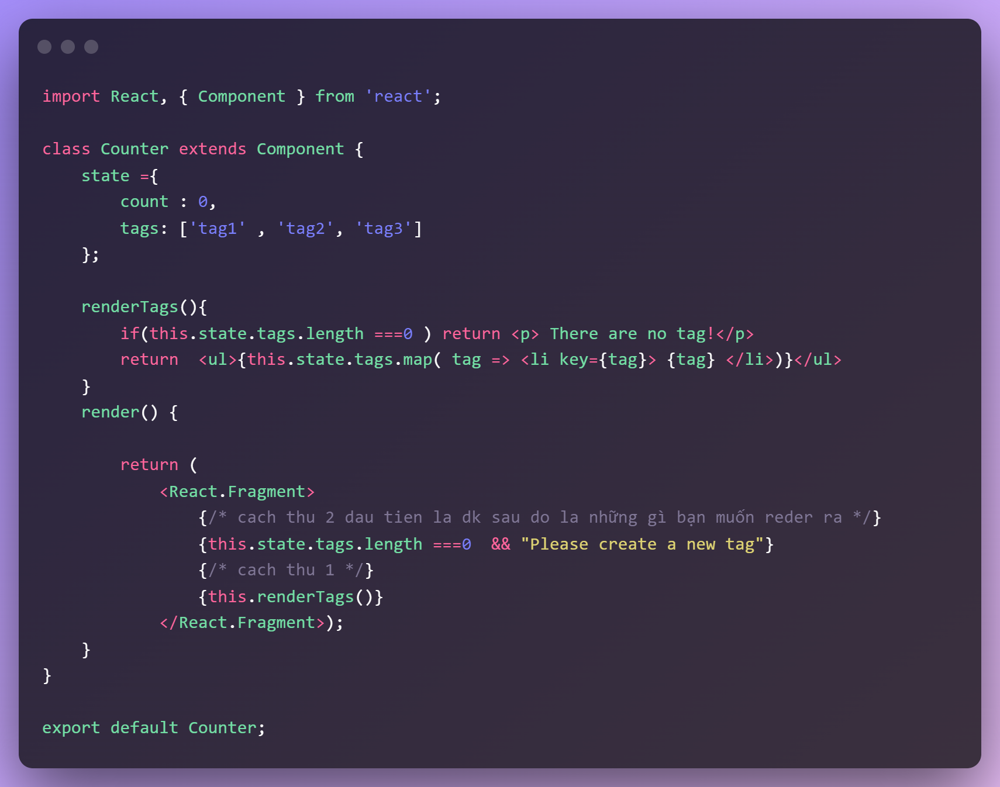 import React, { Component } from 'react';
class Counter extends Component {
state ={
count : 0,
tags: ['tag1' , 'tag2', 'tag3']
};
renderTags(){
if(this.state.tags.length ===0 ) return <p> There are no tag!</p>
return  <ul>{this.state.tags.map( tag => <li key={tag}> {tag} </li>)}</ul>
}
render() {
return (
<React.Fragment>
{/* cach thu 2 dau tien la dk sau do la những gì bạn muốn reder ra */}
{this.state.tags.length ===0  && "Please create a new tag"}
{/* cach thu 1 */}
{this.renderTags()}
</React.Fragment>);
}
}
export default Counter;